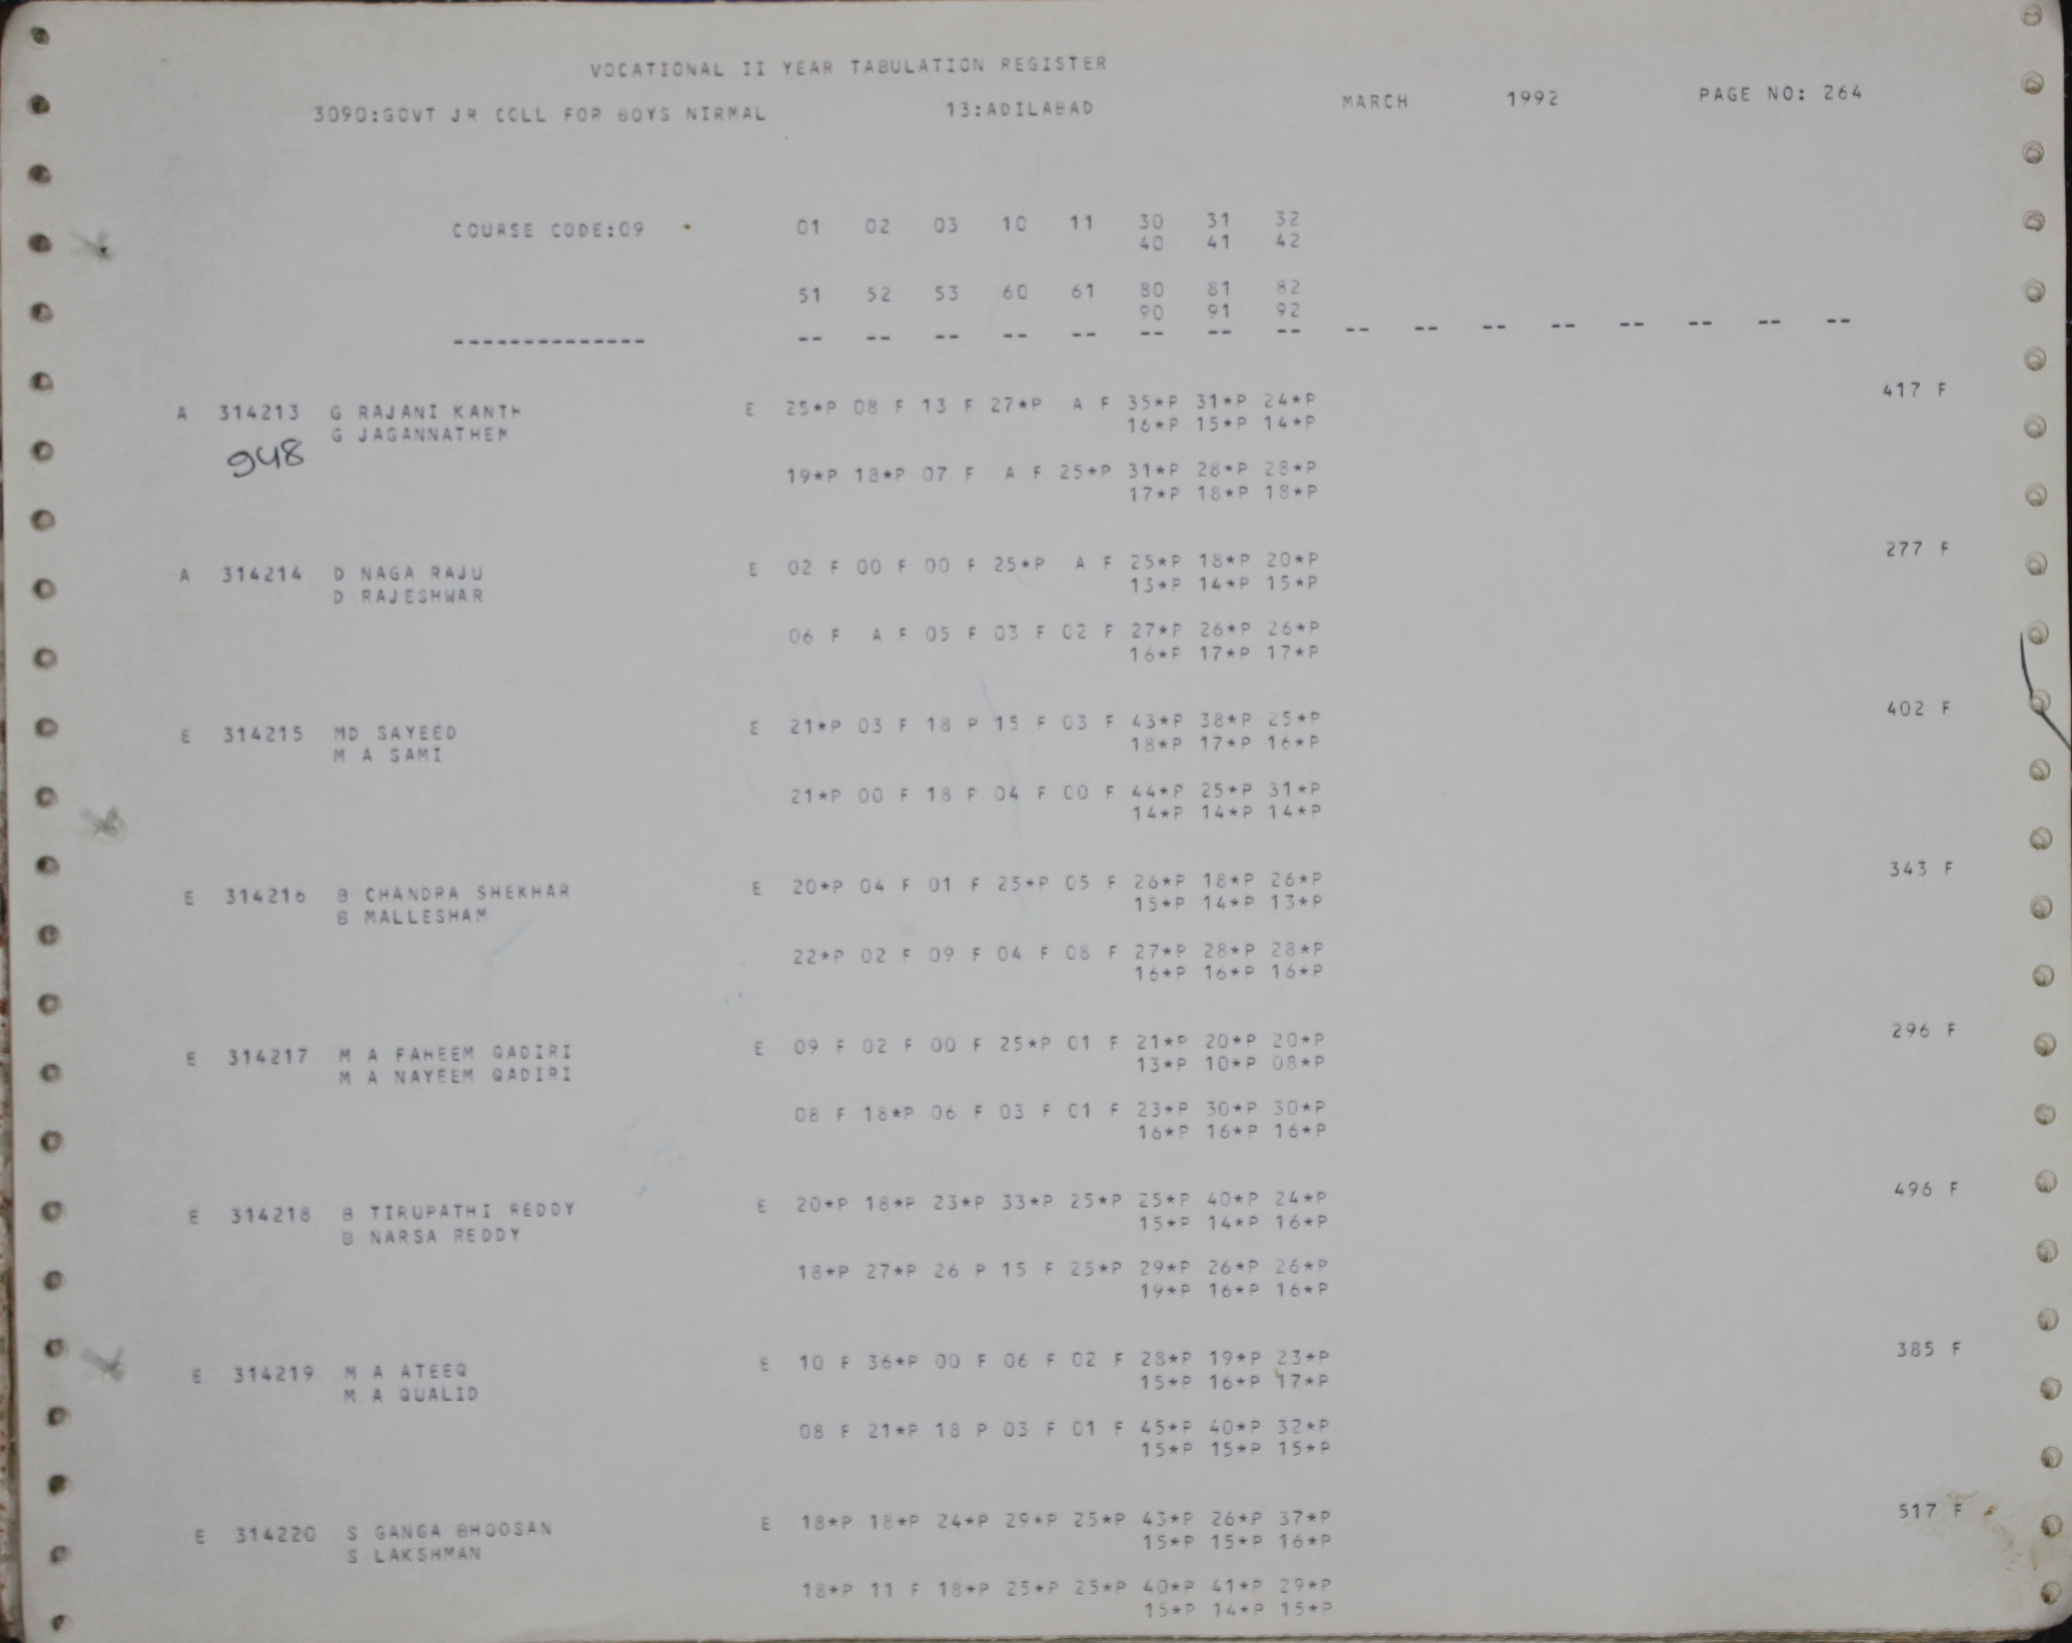 VOCATIONAL II YEAR TABULATION REGISTER
3090:GOVT JR COLL FOR BOYS NIRMAL 13:ADILABAD MARCH 1992 PAGE NO: 264
COURSE CODE:09 01 02 03 10 11 30 31 32
40 41 42
51 52 53 60 61 80 81 82
90 91 92
-------------- -- -- -- -- -- -- -- -- -- -- -- -- -- -- -- --
A 314213 G RAJANI KANTH E 25*P 08 F 13 F 27*P A F 35*P 31*P 24*P 417 F
G JAGANNATHEM 16*P 15*P 14*P
948
19*P 18*P 07 F A F 25*P 31*P 28*P 28*P
17*P 18*P 18*P
A 314214 D NAGA RAJU E 02 F 00 F 00 F 25*P A F 25*P 18*P 20*P 277 F
D RAJESHWAR 13*P 14*P 15*P
06 F A F 05 F 03 F 02 F 27*P 26*P 26*P
16*P 17*P 17*P
E 314215 MD SAYEED E 21*P 03 F 18 P 15 F 03 F 43*P 38*P 25*P 402 F
M A SAMI 18*P 17*P 16*P
21*P 00 F 18 P 04 F 00 F 44*P 25*P 31*P
14*P 14*P 14*P
E 314216 B CHANDRA SHEKHAR E 20*P 04 F 01 F 25*P 05 F 26*P 18*P 26*P 343 F
B MALLESHAM 15*P 14*P 13*P
22*P 02 F 09 F 04 F 08 F 27*P 28*P 28*P
16*P 16*P 16*P
E 314217 M A FAHEEM QADIRI E 09 F 02 F 00 F 25*P 01 F 21*P 20*P 20*P 296 F
M A NAYEEM QADIRI 13*P 10*P 08*P
08 F 18*P 06 F 03 F 01 F 23*P 30*P 30*P
16*P 16*P 16*P
E 314218 B TIRUPATHI REDDY E 20*P 18*P 23*P 33*P 25*P 25*P 40*P 24*P 496 F
B NARSA REDDY 15*P 14*P 16*P
18*P 27*P 26 P 15 F 25*P 29*P 26*P 26*P
19*P 16*P 16*P
E 314219 M A ATEEQ E 10 F 36*P 00 F 06 F 02 F 28*P 19*P 23*P 385 F
M A QUALID 15*P 16*P 17*P
08 F 21*P 18 P 03 F 01 F 45*P 40*P 32*P
15*P 15*P 15*P
E 314220 S GANGA BHOOSAN E 18*P 18*P 24*P 29*P 25*P 43*P 26*P 37*P 517 F
S LAKSHMAN 15*P 15*P 16*P
18*P 11 F 18*P 25*P 25*P 40*P 41*P 29*P
15*P 14*P 15*P